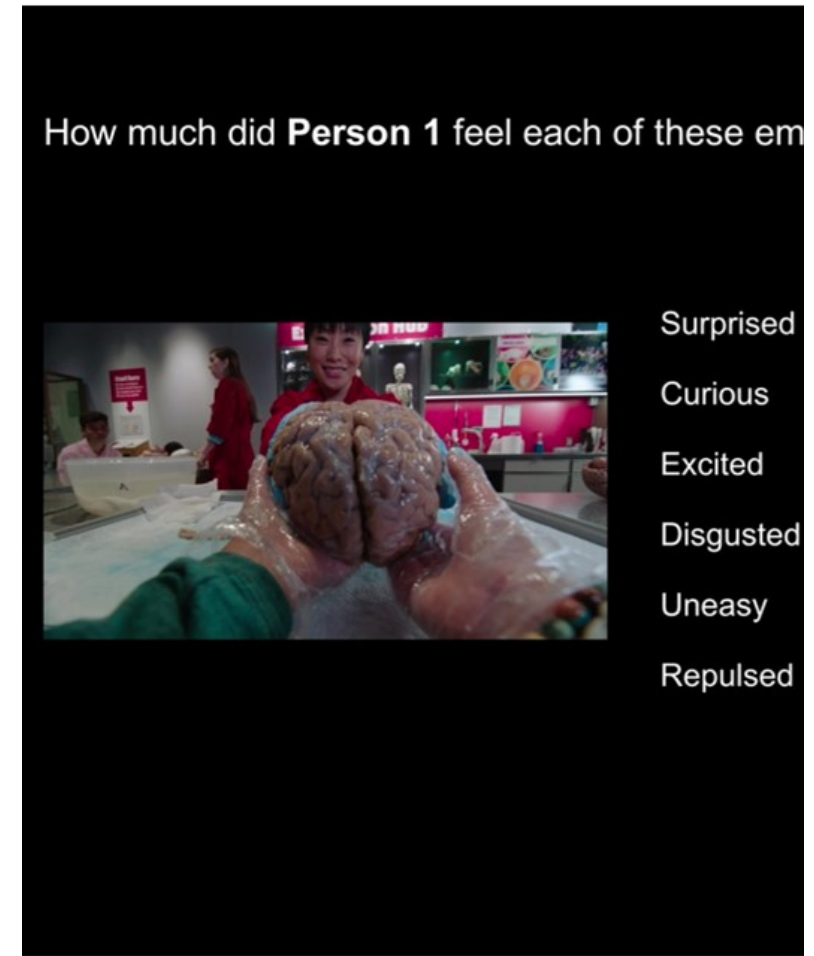 How much did Person 1 feel each of these em
Surprised
Curious
Excited
Disgusted
Uneasy
Repulsed